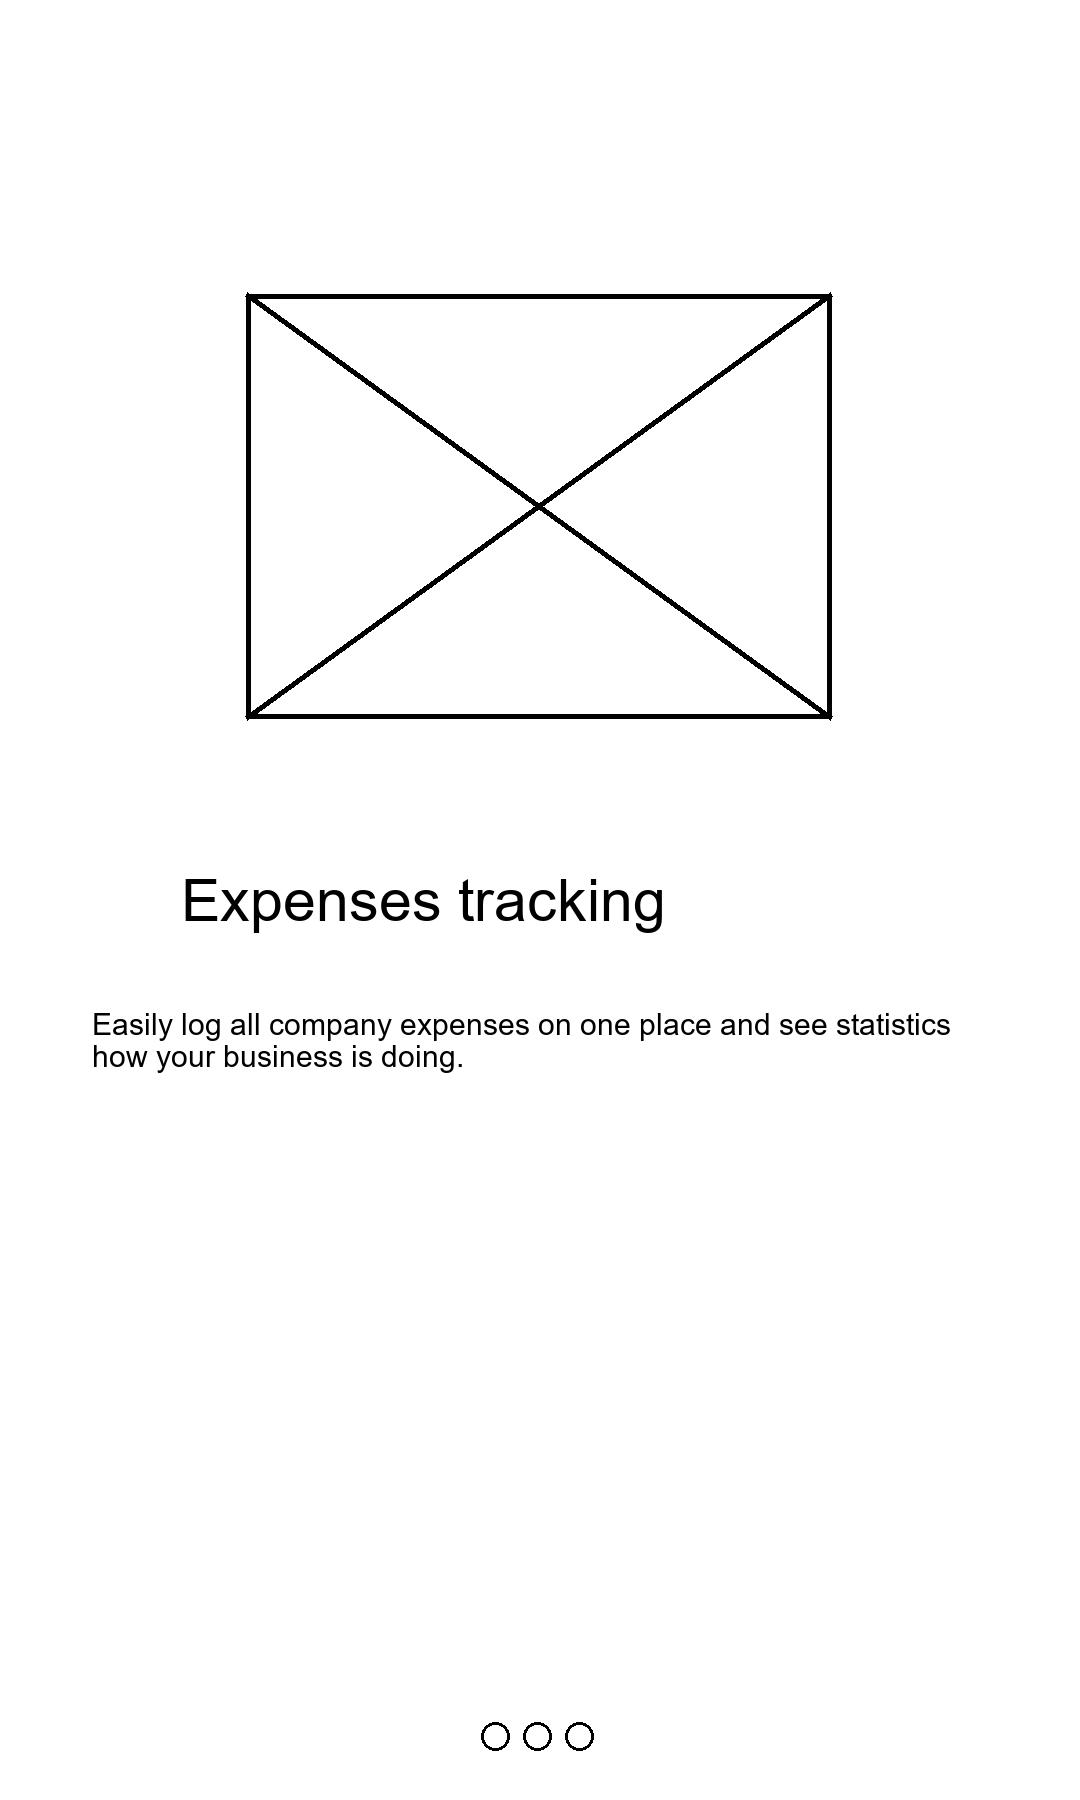 Expenses tracking
Easily log all company expenses on one place and see statistics
how your business is doing.